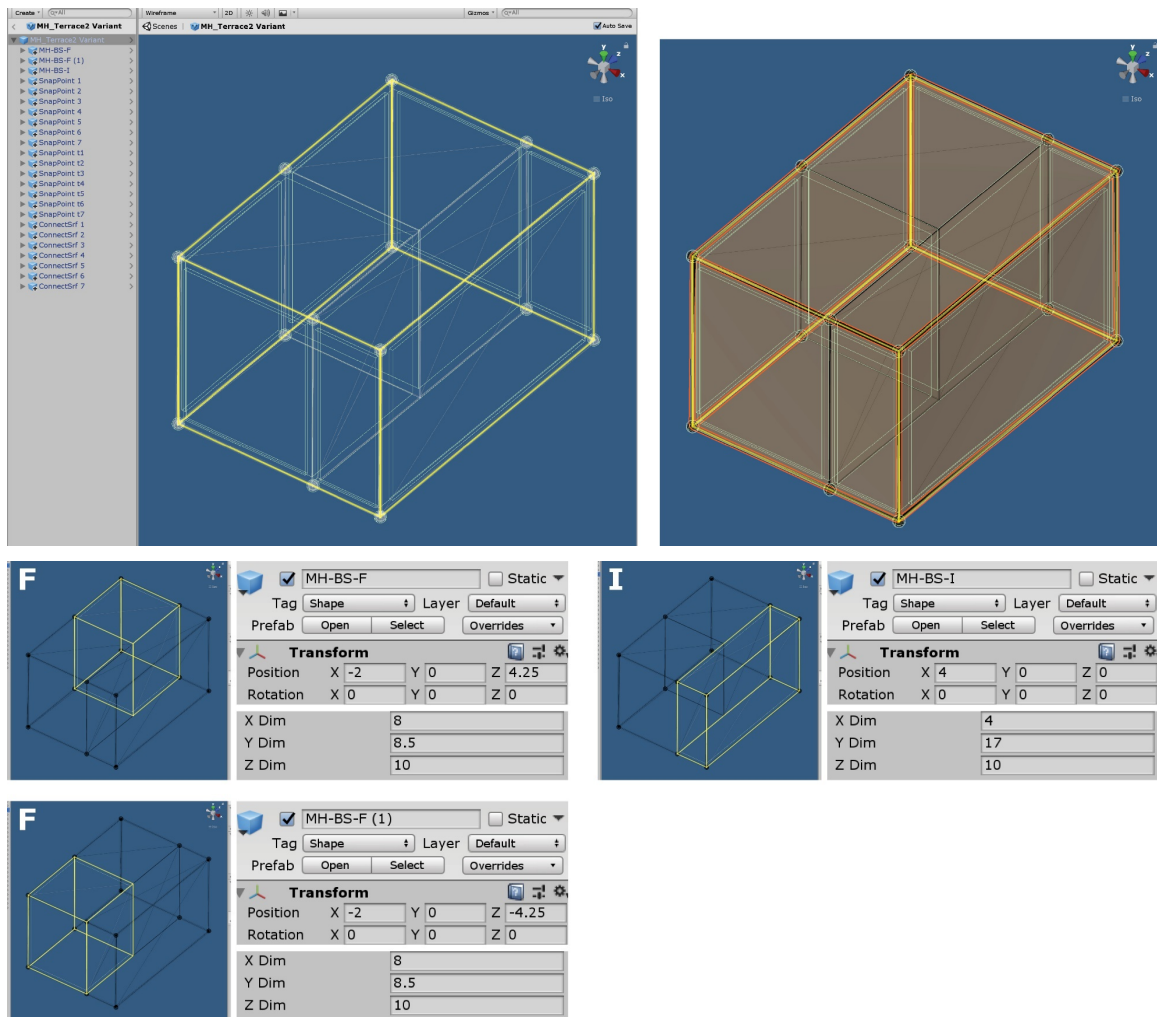 Create Q▾All
< MH_Terrace2 Variant
MH_Terrace2 Variant
MH-BS-F
MH-BS-F (1)
MH-BS-I
SnapPoint 1
SnapPoint 2
SnapPoint 3
SnapPoint 4
SnapPoint 5
SnapPoint 6
SnapPoint 7
SnapPoint t1
SnapPoint t2
SnapPoint t3
SnapPoint t4
SnapPoint t5
SnapPoint t6
SnapPoint t7
ConnectSrf 1
ConnectSrf 2
ConnectSrf 3
ConnectSrf 4
ConnectSrf 5
ConnectSrf 6
ConnectSrf 7
Wireframe 2D Gizmos Q▾All
Scenes MH_Terrace2 Variant Auto Save
y
z
x
Iso
y
z
x
Iso
F
MH-BS-F Static
Tag Shape Layer Default
Prefab Open Select Overrides
Transform
Position X -2 Y 0 Z 4.25
Rotation X 0 Y 0 Z 0
X Dim 8
Y Dim 8.5
Z Dim 10
I
MH-BS-I Static
Tag Shape Layer Default
Prefab Open Select Overrides
Transform
Position X 4 Y 0 Z 0
Rotation X 0 Y 0 Z 0
X Dim 4
Y Dim 17
Z Dim 10
F
MH-BS-F (1) Static
Tag Shape Layer Default
Prefab Open Select Overrides
Transform
Position X -2 Y 0 Z -4.25
Rotation X 0 Y 0 Z 0
X Dim 8
Y Dim 8.5
Z Dim 10